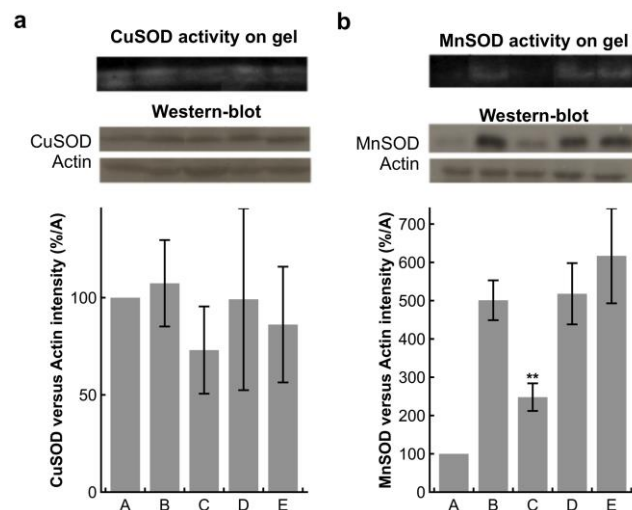 a
CuSOD activity on gel
Western-blot
CuSOD
Actin
CuSOD versus Actin intensity (%/A)
100
50
0
A B C D E
b
MnSOD activity on gel
Western-blot
MnSOD
Actin
MnSOD versus Actin intensity (%/A)
700
600
500
400
300
200
100
0
**
A B C D E